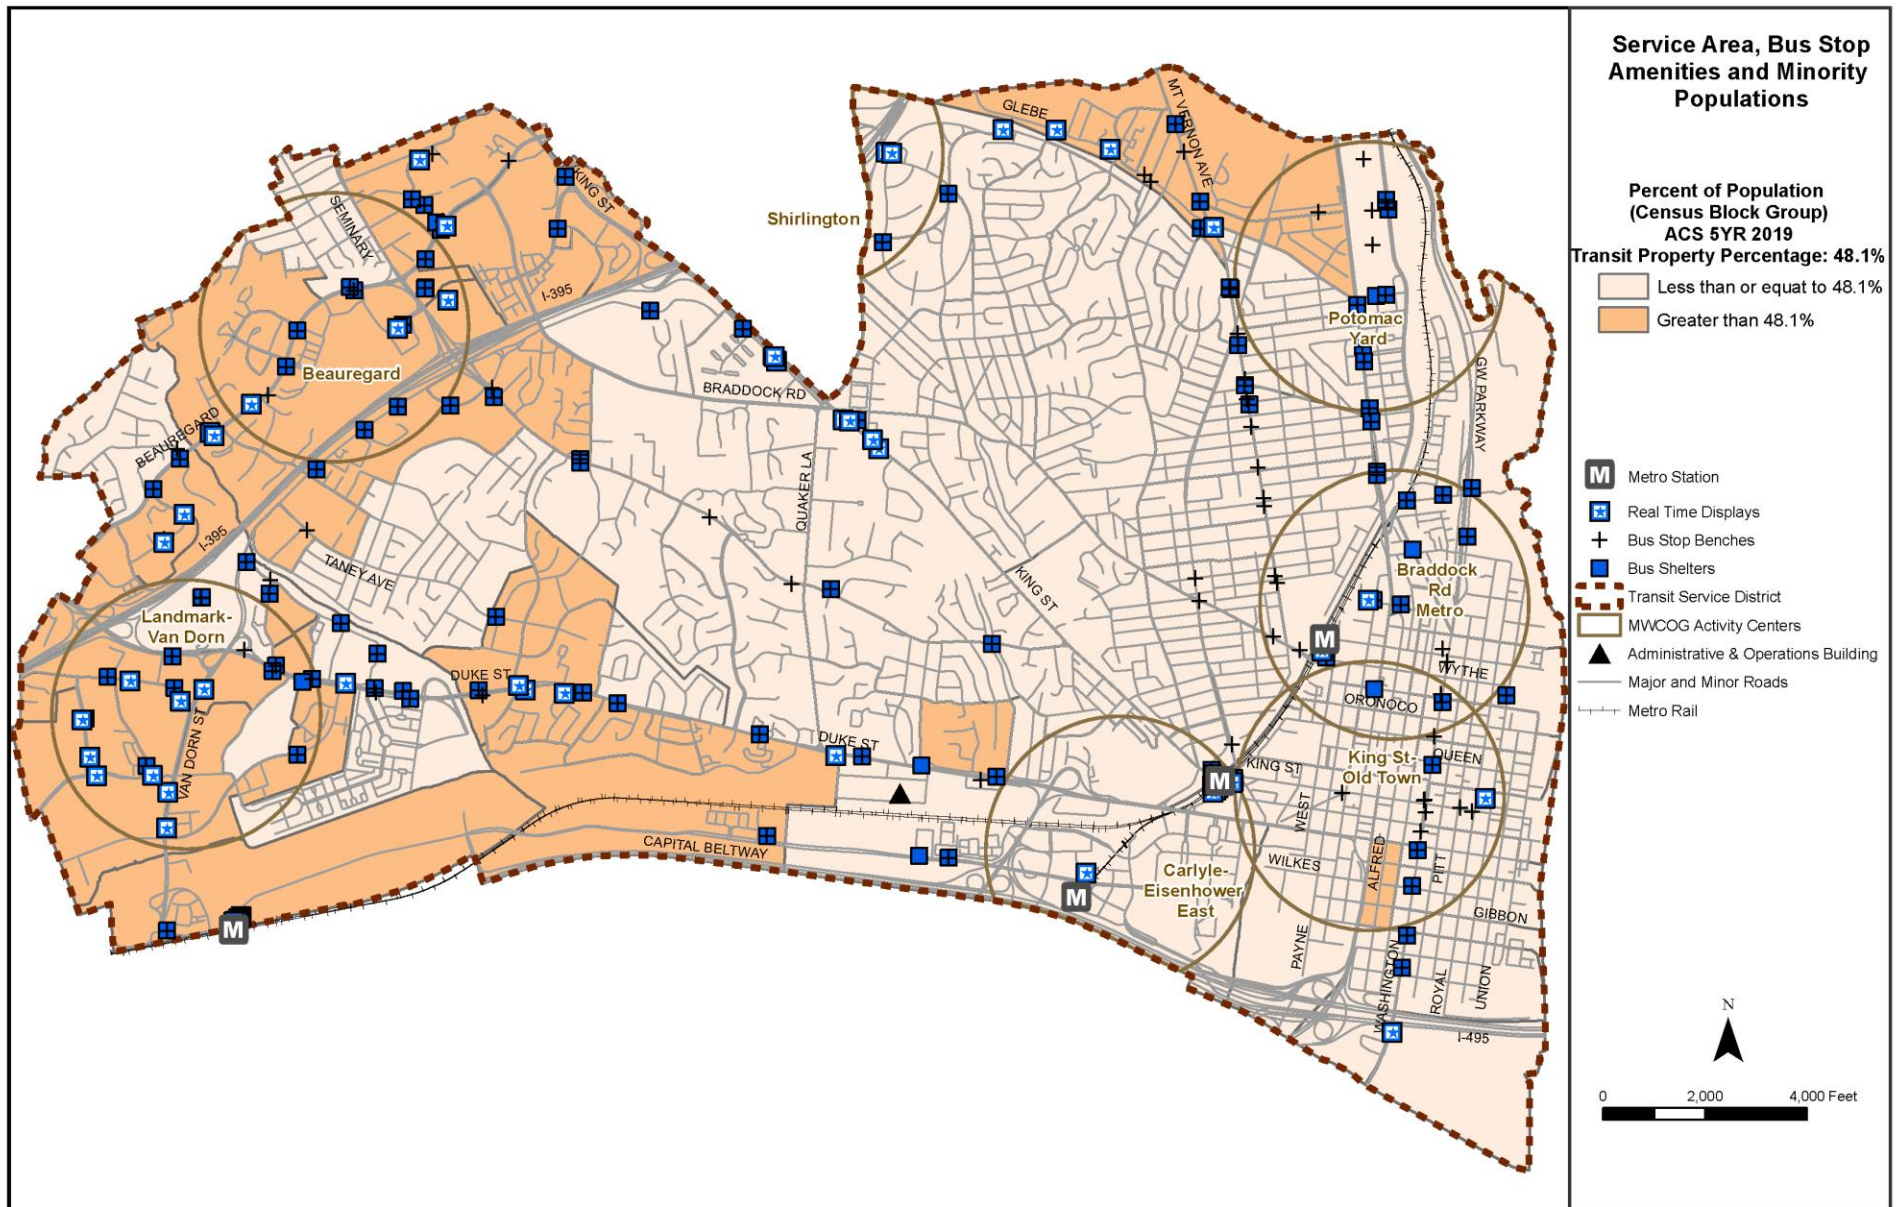 Service Area, Bus Stop
Amenities and Minority
Populations
Percent of Population
(Census Block Group)
ACS 5YR 2019
Transit Property Percentage: 48.1%
Less than or equat to 48.1%
Greater than 48.1%
M Metro Station
Real Time Displays
Bus Stop Benches
Bus Shelters
Transit Service District
MWCOG Activity Centers
Administrative & Operations Building
Major and Minor Roads
Metro Rail
N
0 2,000 4,000 Feet
GLEBE
MT VERNON AVE
KING ST
SEMINARY
Shirlington
I-395
Potomac
Yard
Beauregard
BRADDOCK RD
GW PARKWAY
BEAUREGARD
QUAKER LA
I-395
TANEY AVE
KING ST
Braddock
Rd
Metro
Landmark-
Van Dorn
M
WYTHE
DUKE ST
ORONOCO
VAN DORN ST
DUKE ST
QUEEN
KING ST
King St-
Old Town
M
WEST
CAPITAL BELTWAY
WILKES
ALFRED
PITT
Carlyle-
Eisenhower
East
M
GIBBON
M
PAYNE
WASHINGTON
ROYAL
UNION
I-495